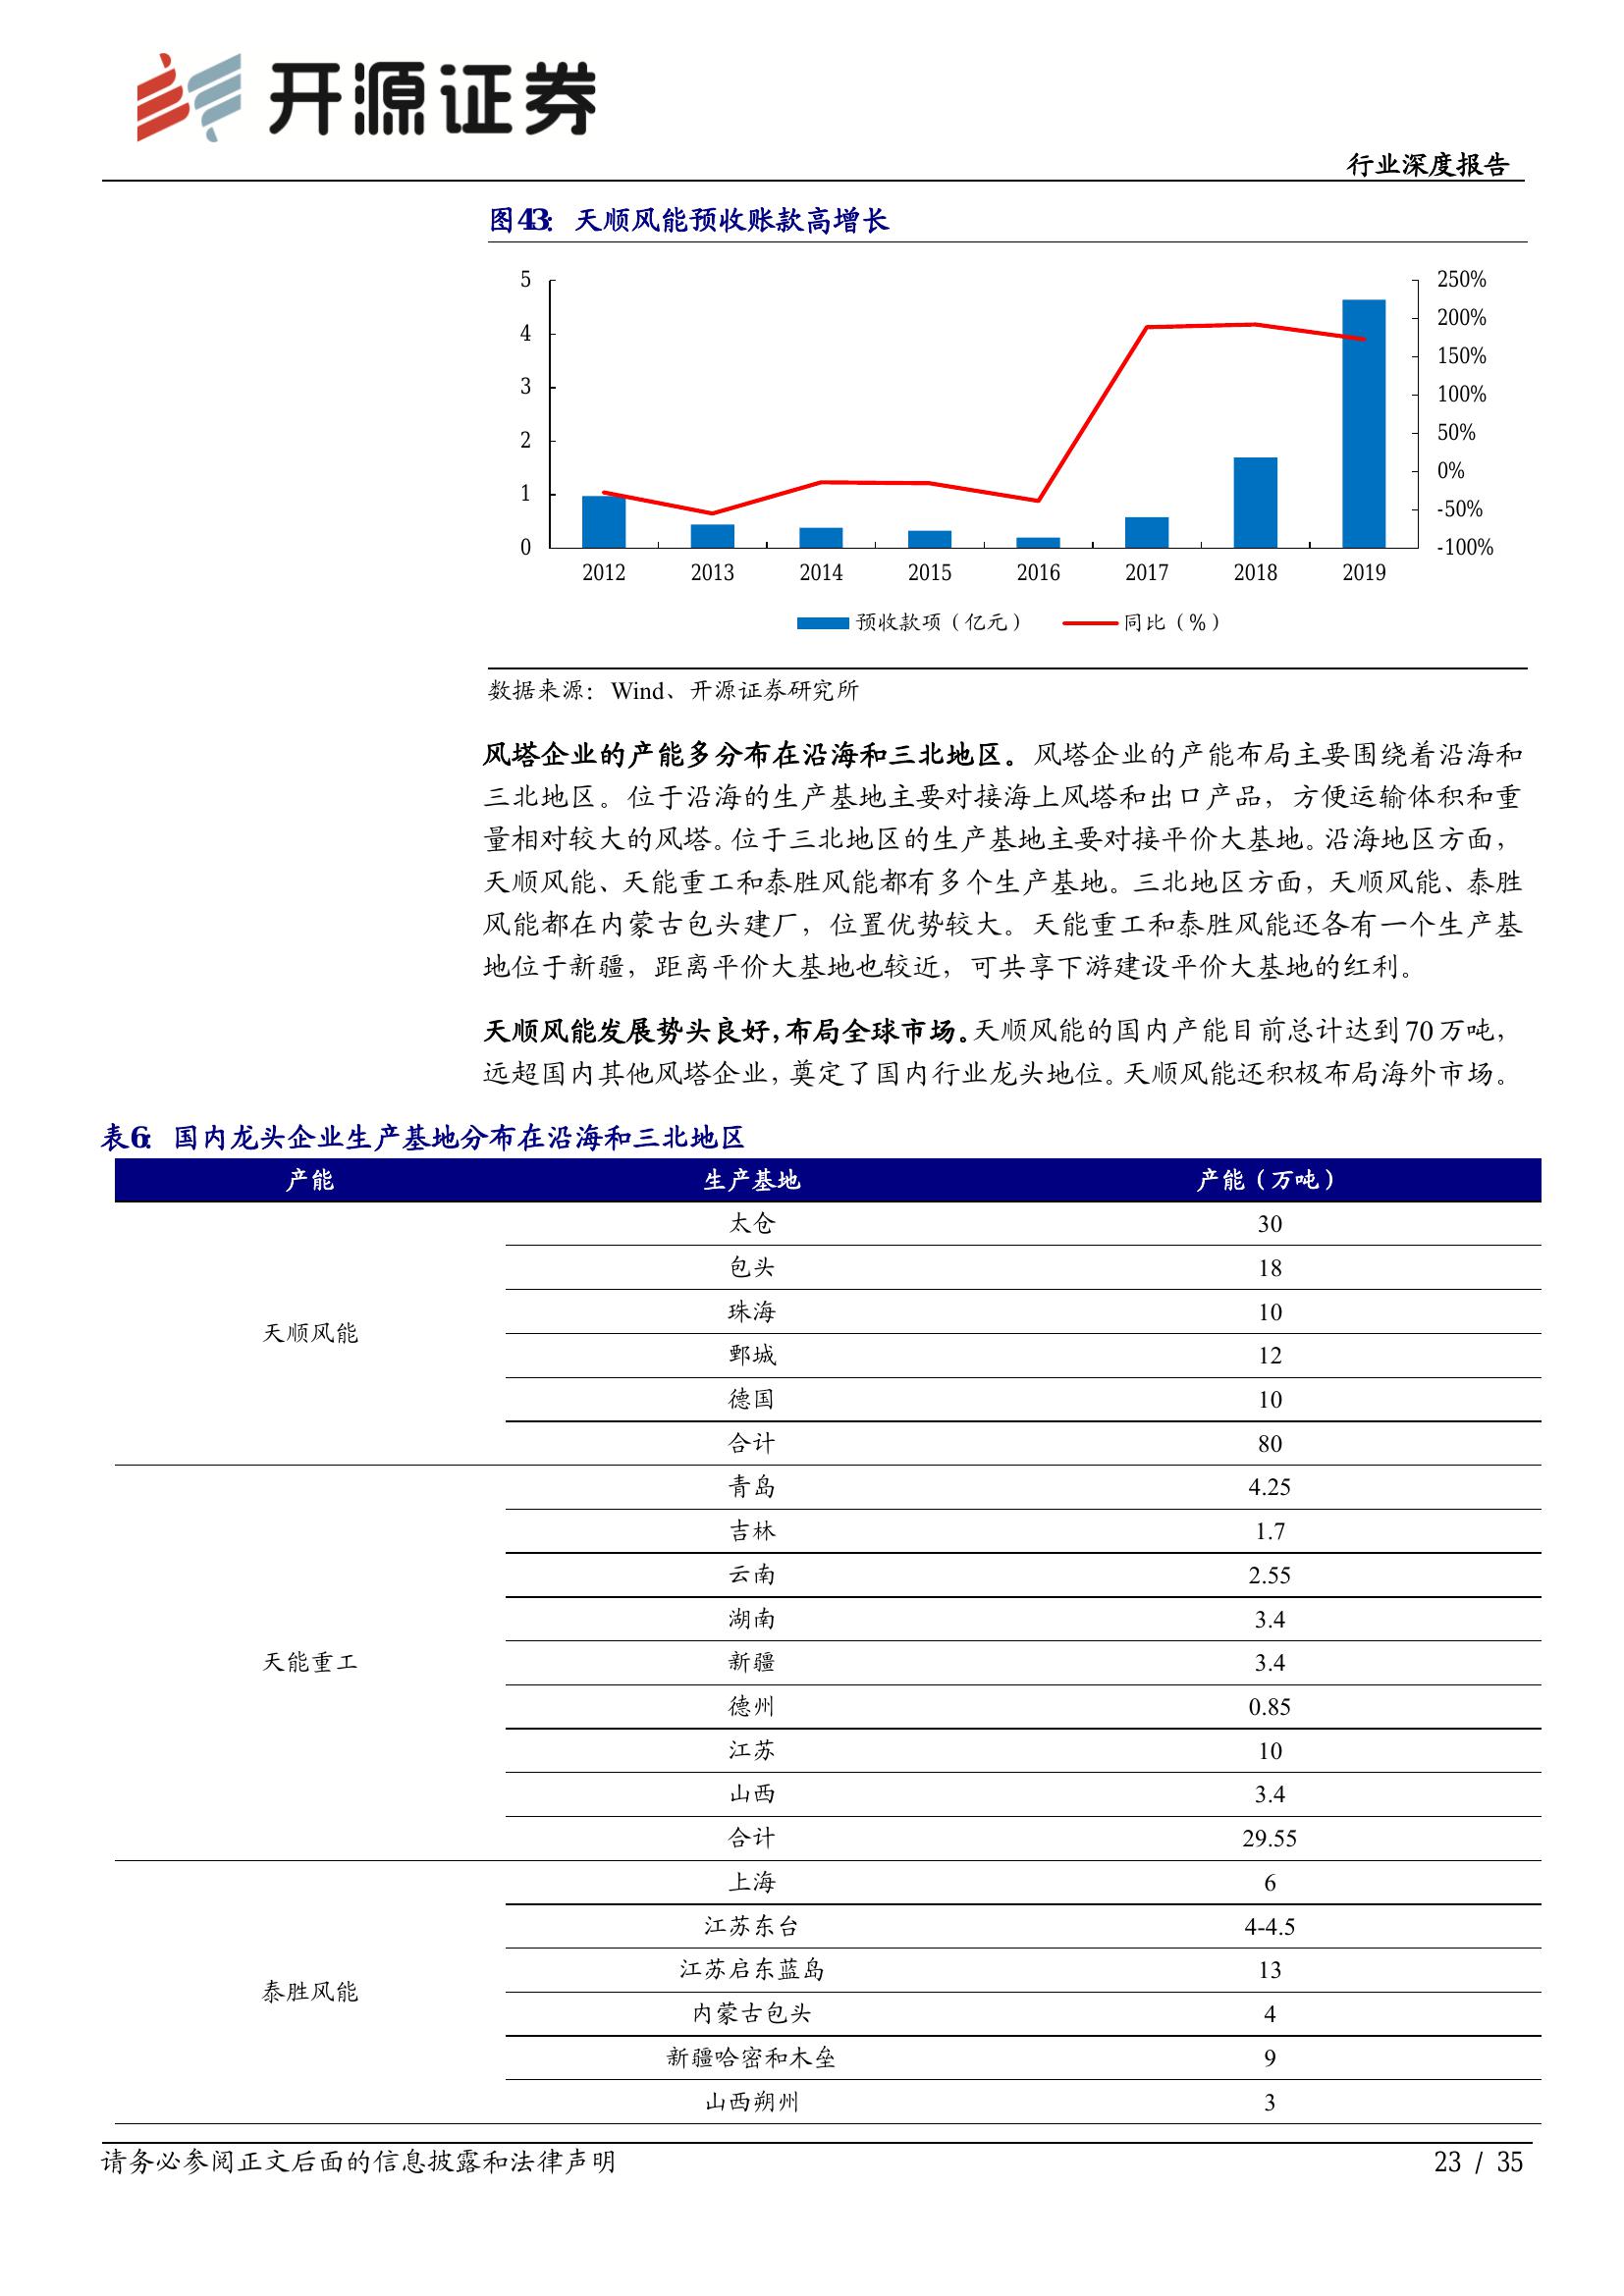 开源证券
行业深度报告
图43： 天顺风能预收账款高增长
5
4
3
2
1
0
250%
200%
150%
100%
50%
0%
-50%
-100%
2012 2013 2014 2015 2016 2017 2018 2019
预收款项（亿元） 同比（%）
数据来源：Wind、开源证券研究所
风塔企业的产能多分布在沿海和三北地区。风塔企业的产能布局主要围绕着沿海和
三北地区。位于沿海的生产基地主要对接海上风塔和出口产品，方便运输体积和重
量相对较大的风塔。位于三北地区的生产基地主要对接平价大基地。沿海地区方面，
天顺风能、天能重工和泰胜风能都有多个生产基地。三北地区方面，天顺风能、泰胜
风能都在内蒙古包头建厂，位置优势较大。天能重工和泰胜风能还各有一个生产基
地位于新疆，距离平价大基地也较近，可共享下游建设平价大基地的红利。
天顺风能发展势头良好，布局全球市场。天顺风能的国内产能目前总计达到 70 万吨，
远超国内其他风塔企业，奠定了国内行业龙头地位。天顺风能还积极布局海外市场。
表6： 国内龙头企业生产基地分布在沿海和三北地区
产能 生产基地 产能（万吨）
太仓 30
包头 18
珠海 10
天顺风能
鄄城 12
德国 10
合计 80
青岛 4.25
吉林 1.7
云南 2.55
湖南 3.4
天能重工 新疆 3.4
德州 0.85
江苏 10
山西 3.4
合计 29.55
上海 6
江苏东台 4-4.5
江苏启东蓝岛 13
泰胜风能
内蒙古包头 4
新疆哈密和木垒 9
山西朔州 3
请务必参阅正文后面的信息披露和法律声明 23 / 35